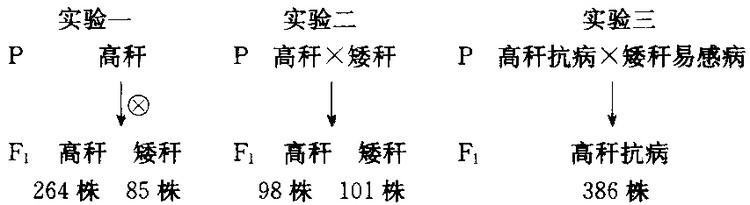 实验一 实验二 实验三
P 高秆 P 高秆×矮秆 P 高秆抗病×矮秆易感病
↓⊗ ↓ ↓
F₁ 高秆 矮秆 F₁ 高秆 矮秆 F₁ 高秆抗病
264株 85株 98株 101株 386株